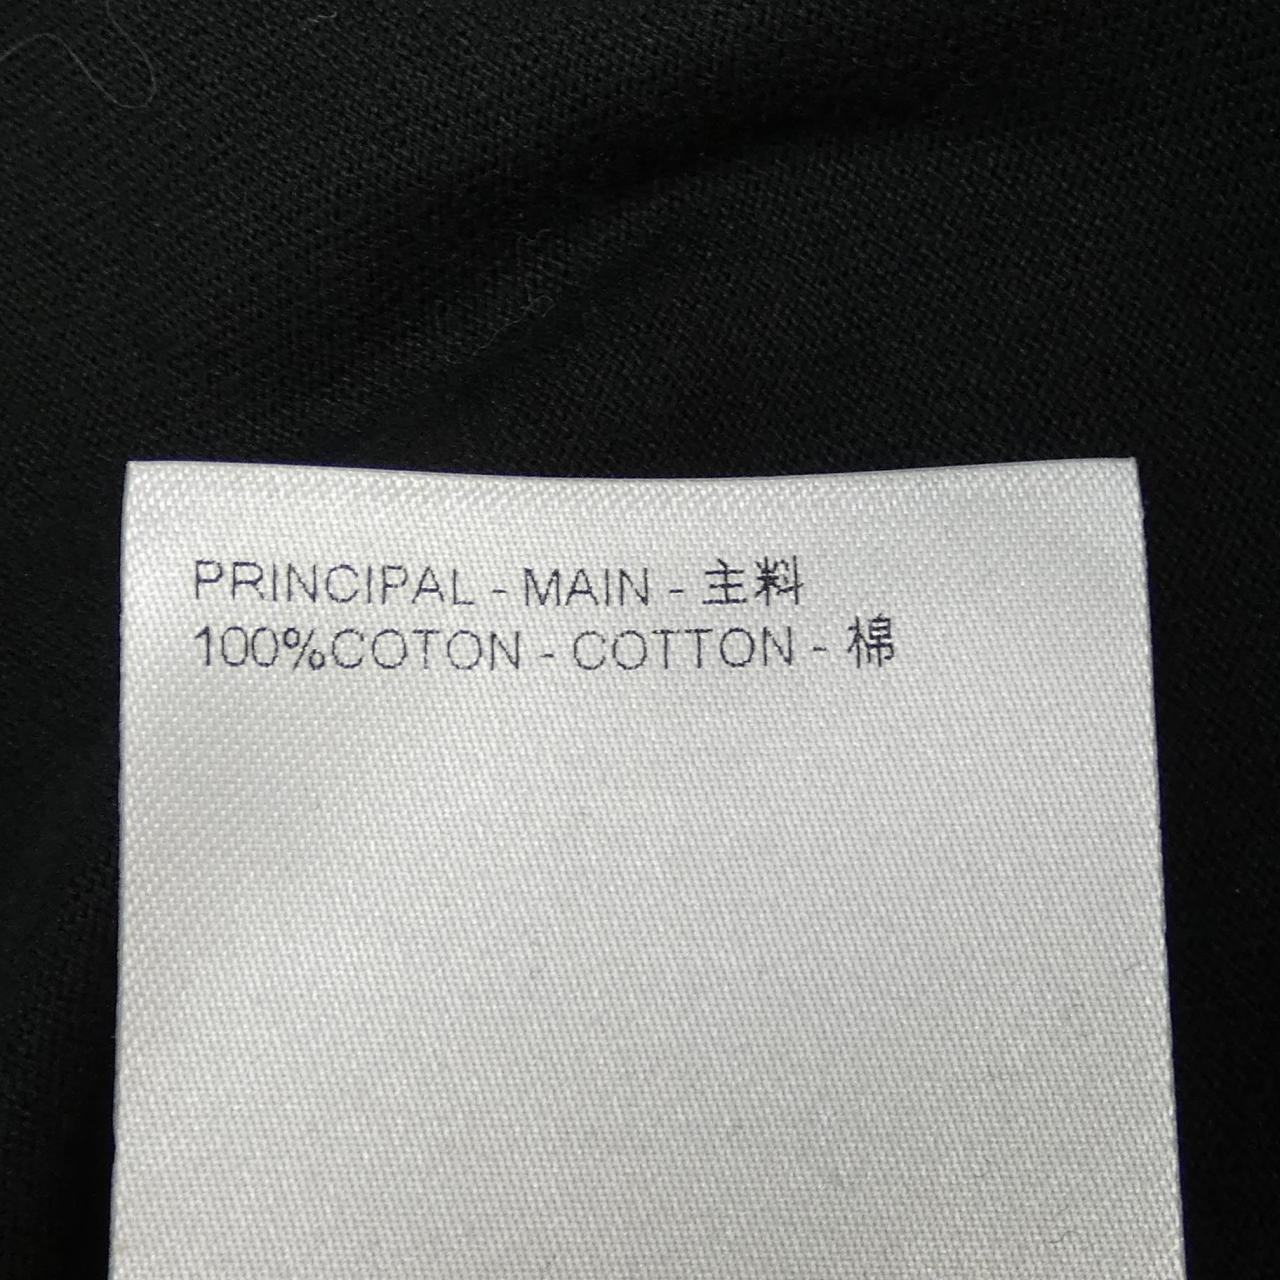 PRINCIPAL - MAIN - 主料
100%COTON - COTTON - 棉